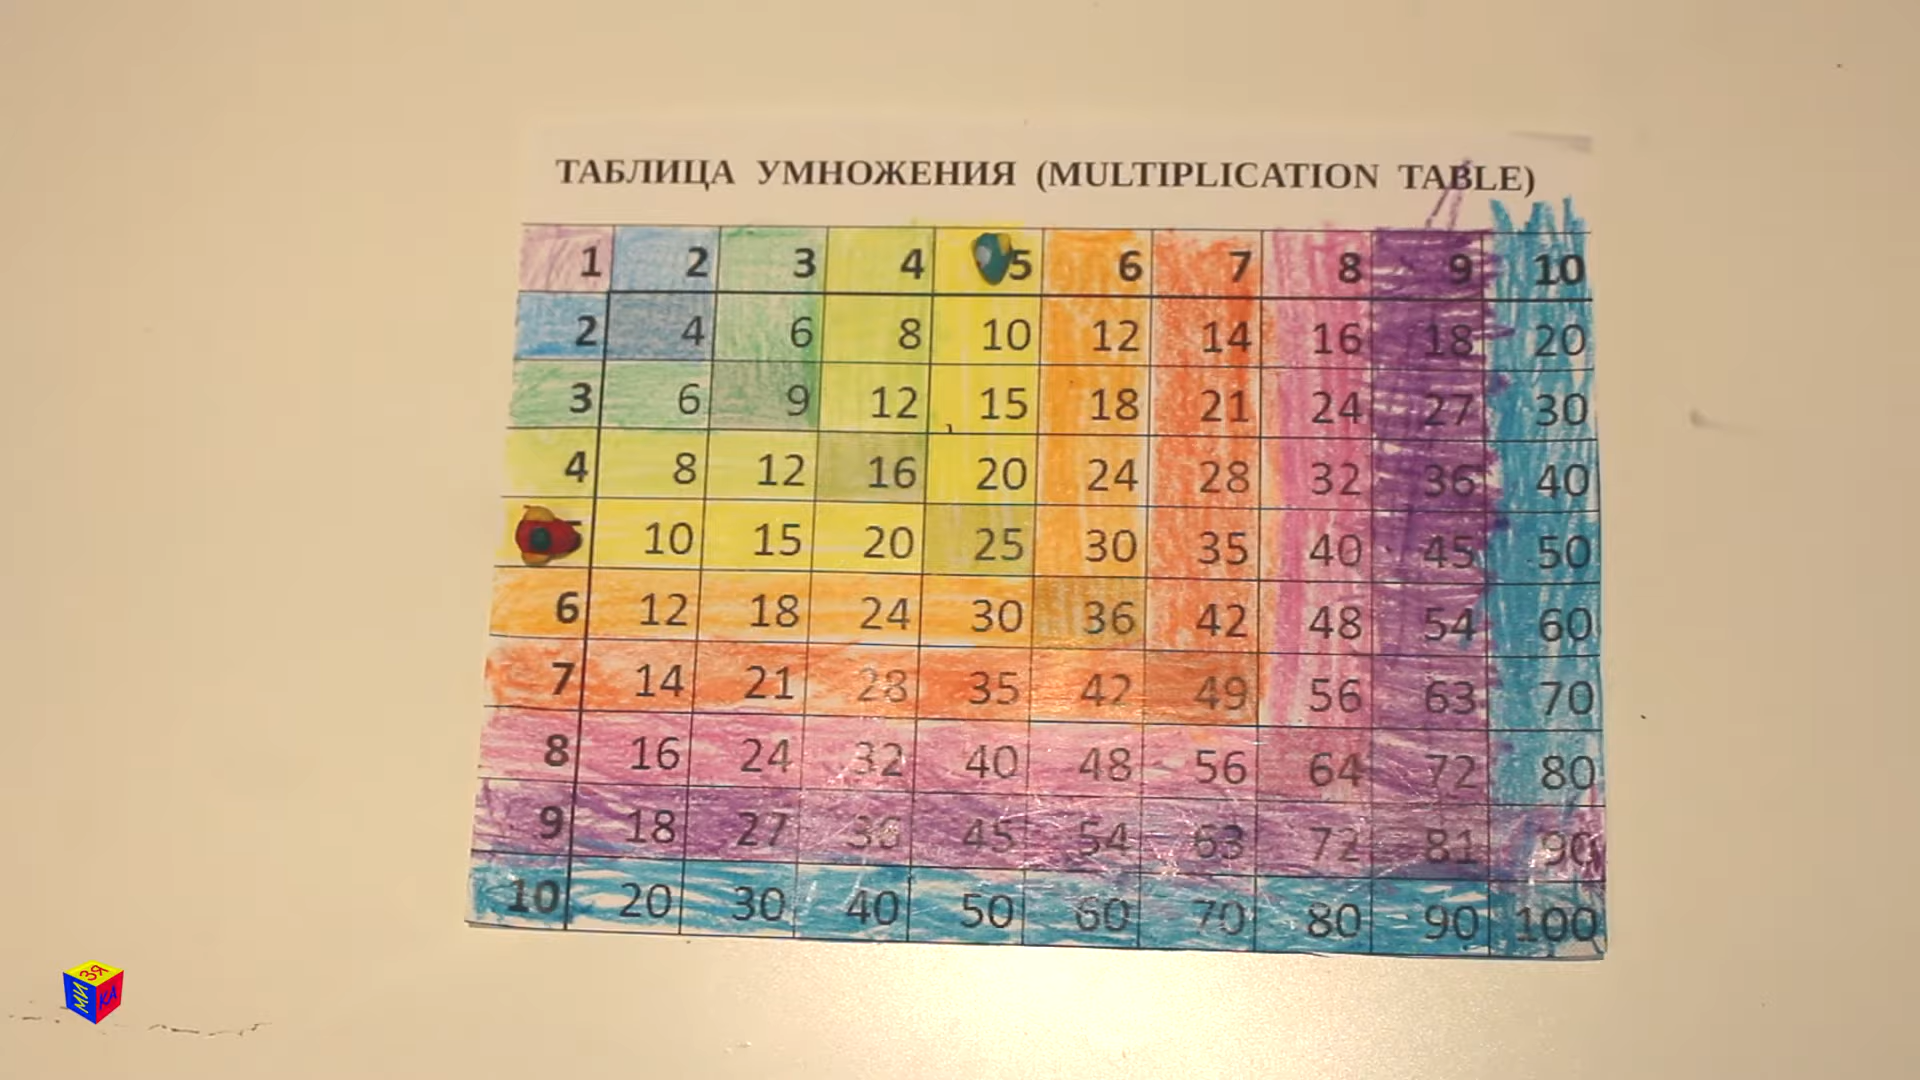 ТАБЛИЦА УМНОЖЕНИЯ (MULTIPLICATION TABLE)
1 2 3 4 5 6 7 8 9 10
2 4 6 8 10 12 14 16 18 20
3 6 9 12 15 18 21 24 27 30
4 8 12 16 20 24 28 32 36 40
5 10 15 20 25 30 35 40 45 50
6 12 18 24 30 36 42 48 54 60
7 14 21 28 35 42 49 56 63 70
8 16 24 32 40 48 56 64 72 80
9 18 27 36 45 54 63 72 81 90
10 20 30 40 50 60 70 80 90 100
ЗЯ
МИ КА